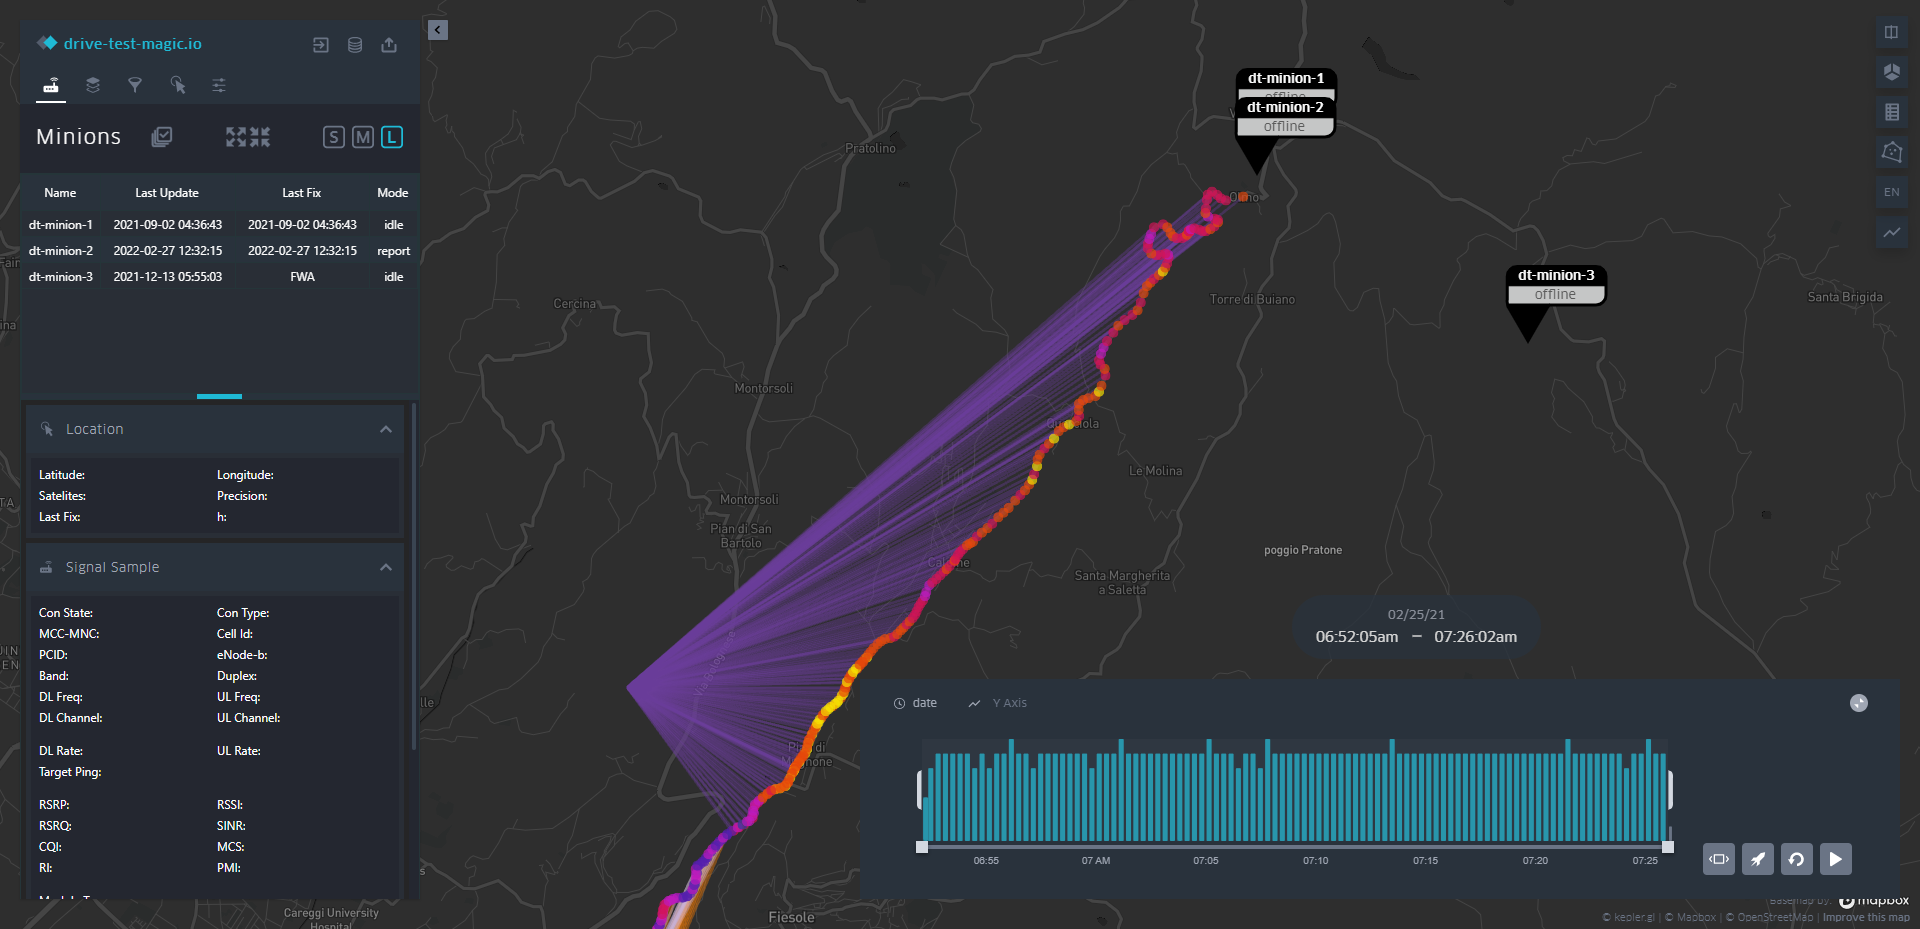 drive-test-magic.io
Minions
S M L
Name Last Update Last Fix Mode
dt-minion-1 2021-09-02 04:36:43 2021-09-02 04:36:43 idle
dt-minion-2 2022-02-27 12:32:15 2022-02-27 12:32:15 report
dt-minion-3 2021-12-13 05:55:03 FWA idle
Location
Latitude: Longitude:
Satelites: Precision:
Last Fix: h:
Signal Sample
Con State: Con Type:
MCC-MNC: Cell Id:
PCID: eNode-b:
Band: Duplex:
DL Freq: UL Freq:
DL Channel: UL Channel:
DL Rate: UL Rate:
Target Ping:
RSRP: RSSI:
RSRQ: SINR:
CQI: MCS:
RI: PMI:
dt-minion-1
offline
dt-minion-2
offline
dt-minion-3
offline
EN
Pratolino
Olmo
Cercina
Torre di Buiano
Santa Brigida
Montorsoli
Le Molina
Montorsoli
Pian di San
Bartolo
poggio Pratone
Santa Margherita
a Saletta
Via Bolognese
Careggi University
Hospital
Fiesole
02/25/21
06:52:05am – 07:26:02am
date Y Axis
06:55 07 AM 07:05 07:10 07:15 07:20 07:25
Basemap by: mapbox
© kepler.gl | © Mapbox | © OpenStreetMap | Improve this map